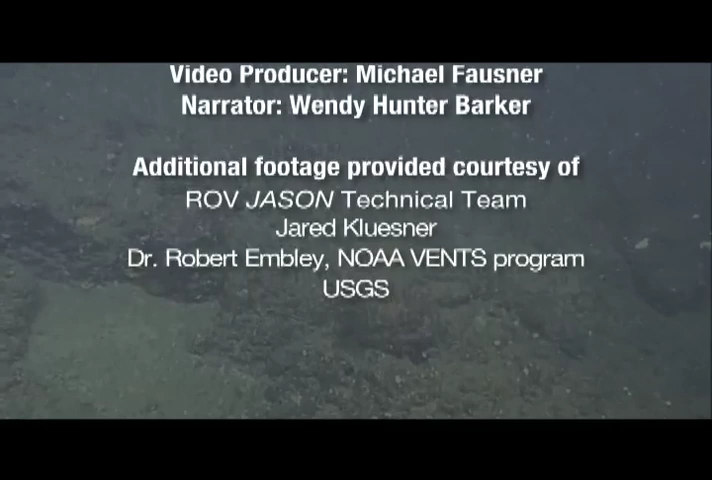 Video Producer: Michael Fausner
Narrator: Wendy Hunter Barker
Additional footage provided courtesy of
ROV JASON Technical Team
Jared Kluesner
Dr. Robert Embley, NOAA VENTS program
USGS